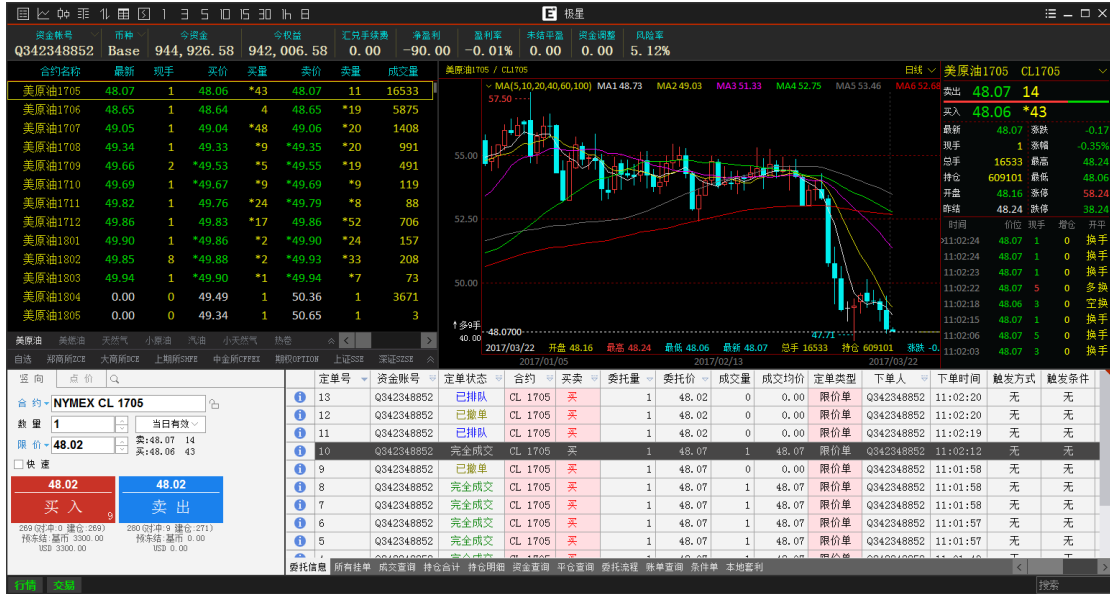 1 3 5 10 15 30 1h 日
E 极星
资金帐号 币种 今资金 今权益 汇兑手续费 净盈利 盈利率 未结平盈 资金调整 风险率
Q342348852 Base 944,926.58 942,006.58 0.00 -90.00 -0.01% 0.00 0.00 5.12%
合约名称 最新 现手 买价 买量 卖价 卖量 成交量
美原油1705 48.07 1 48.06 *43 48.07 11 16533
美原油1706 48.65 1 48.64 4 48.65 *19 5875
美原油1707 49.05 1 49.04 *48 49.06 *20 1408
美原油1708 49.34 1 49.33 *9 *49.35 *20 991
美原油1709 49.66 2 *49.53 *5 *49.55 *19 491
美原油1710 49.69 1 *49.67 *9 *49.69 *9 119
美原油1711 49.82 1 49.76 *24 *49.79 *8 88
美原油1712 49.86 1 49.83 *17 49.86 *52 706
美原油1801 49.90 1 *49.86 *2 *49.90 *24 157
美原油1802 49.85 8 *49.88 *2 *49.93 *33 208
美原油1803 49.94 1 *49.90 *1 *49.94 *7 73
美原油1804 0.00 0 49.49 1 50.36 1 3671
美原油1805 0.00 0 49.34 1 50.65 1 3
美原油 美燃油 天然气 小原油 汽油 小天然气 热卷
自选 郑商所ZCE 大商所DCE 上期所SHFE 中金所CFFEX 期权OPTION 上证SSE 深证SZSE
美原油1705 / CL1705 日线
MA(5,10,20,40,60,100) MA1 48.73 MA2 49.03 MA3 51.33 MA4 52.75 MA5 53.46 MA6 52.68
57.50
55.00
52.50
50.00
↑多9手
48.0700
40.00
47.71
2017/03/22 开盘 48.16 最高 48.24 最低 48.06 最新 48.07 总手 16533 持仓 609101 涨跌 -0.
2017/01/05 2017/02/13 2017/03/22
美原油1705 CL1705
卖出 48.07 14
买入 48.06 *43
最新 48.07 涨跌 -0.17
现手 1 涨幅 -0.35%
总手 16533 最高 48.24
持仓 609101 最低 48.06
开盘 48.16 涨停 58.24
昨结 48.24 跌停 38.24
时间 价位 现手 增仓 开平
11:02:24 48.07 1 0 换手
11:02:24 48.07 1 0 换手
11:02:23 48.07 1 0 换手
11:02:22 48.07 5 0 多换
11:02:18 48.06 3 0 空换
11:02:15 48.07 1 0 换手
11:02:06 48.07 5 0 换手
11:02:03 48.07 3 0 换手
竖向 点价
合 约 NYMEX CL 1705
数 量 1 当日有效
限 价 48.02 卖:48.07 14
买:48.06 43
快 速
48.02 48.02
买 入 9 卖 出
269(对冲:0 建仓:269) 280(对冲:9 建仓:271)
预冻结:基币 3300.00 预冻结:基币 0.00
USD 3300.00 USD 0.00
定单号 资金账号 定单状态 合约 买卖 委托量 委托价 成交量 成交均价 定单类型 下单人 下单时间 触发方式 触发条件
13 Q342348852 已排队 CL 1705 买 1 48.02 0 0.00 限价单 Q342348852 11:02:20 无 无
12 Q342348852 已撤单 CL 1705 买 1 48.02 0 0.00 限价单 Q342348852 11:02:20 无 无
11 Q342348852 已排队 CL 1705 买 1 48.02 0 0.00 限价单 Q342348852 11:02:19 无 无
10 Q342348852 完全成交 CL 1705 买 1 48.07 1 48.07 限价单 Q342348852 11:02:12 无 无
9 Q342348852 已撤单 CL 1705 买 1 48.07 0 0.00 限价单 Q342348852 11:01:58 无 无
8 Q342348852 完全成交 CL 1705 买 1 48.07 1 48.07 限价单 Q342348852 11:01:58 无 无
7 Q342348852 完全成交 CL 1705 买 1 48.07 1 48.07 限价单 Q342348852 11:01:58 无 无
6 Q342348852 完全成交 CL 1705 买 1 48.07 1 48.07 限价单 Q342348852 11:01:57 无 无
5 Q342348852 完全成交 CL 1705 买 1 48.07 1 48.07 限价单 Q342348852 11:01:57 无 无
委托信息 所有挂单 成交查询 持仓合计 持仓明细 资金查询 平仓查询 委托流程 账单查询 条件单 本地套利
行情 交易 搜索